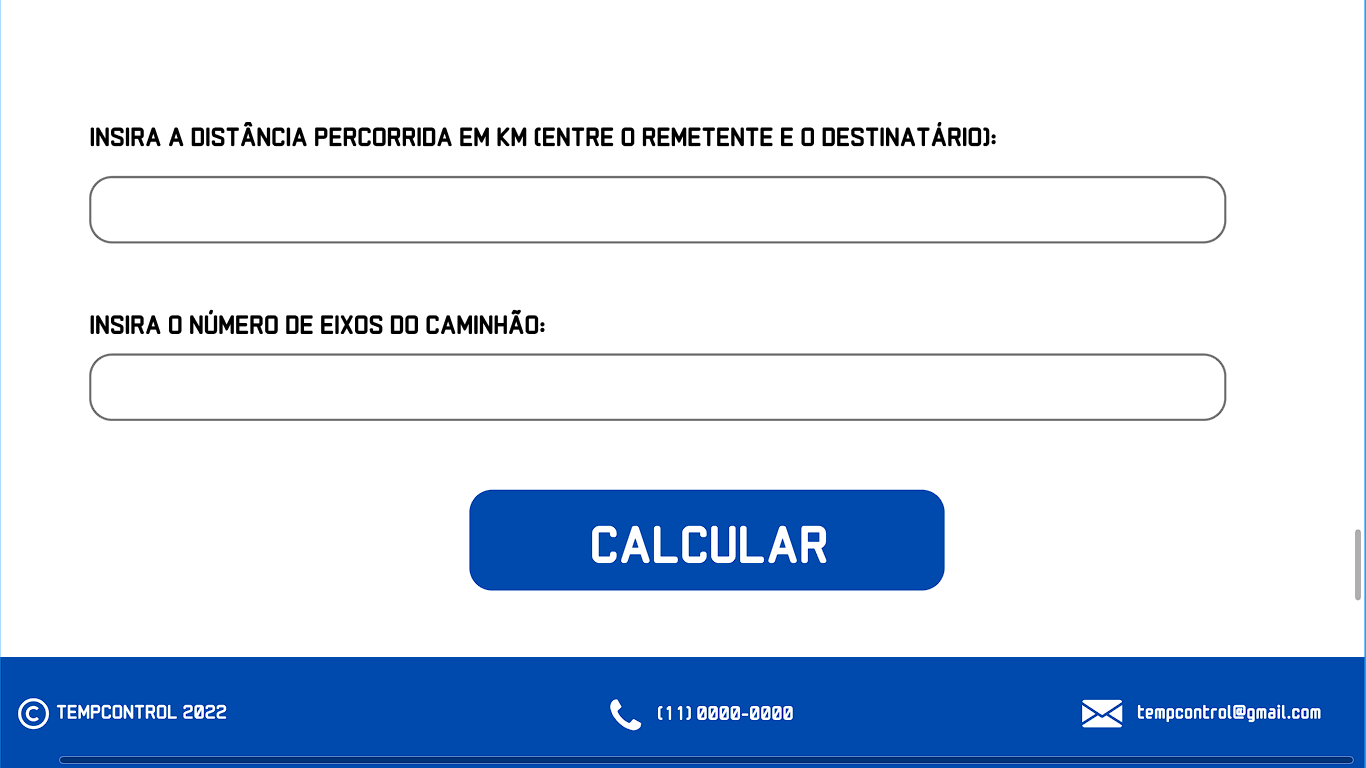 INSIRA A DISTÂNCIA PERCORRIDA EM KM (ENTRE O REMETENTE E O DESTINATÁRIO):
INSIRA O NÚMERO DE EIXOS DO CAMINHÃO:
CALCULAR
© TEMPCONTROL 2022
(11) 0000-0000
tempcontrol@gmail.com